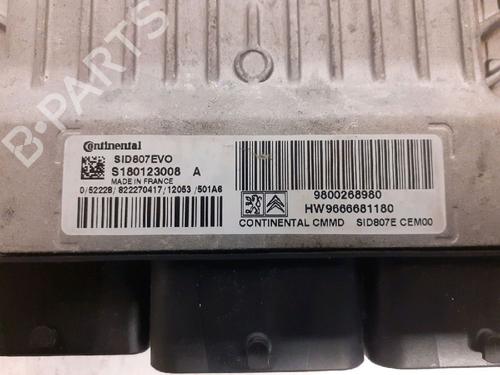 B-PARTS
Continental
SID807EVO
S180123008 A
MADE IN FRANCE
0/52228/822270417/12053/501A6
9800268980
HW9666681180
CONTINENTAL CMMD SID807E CEM00